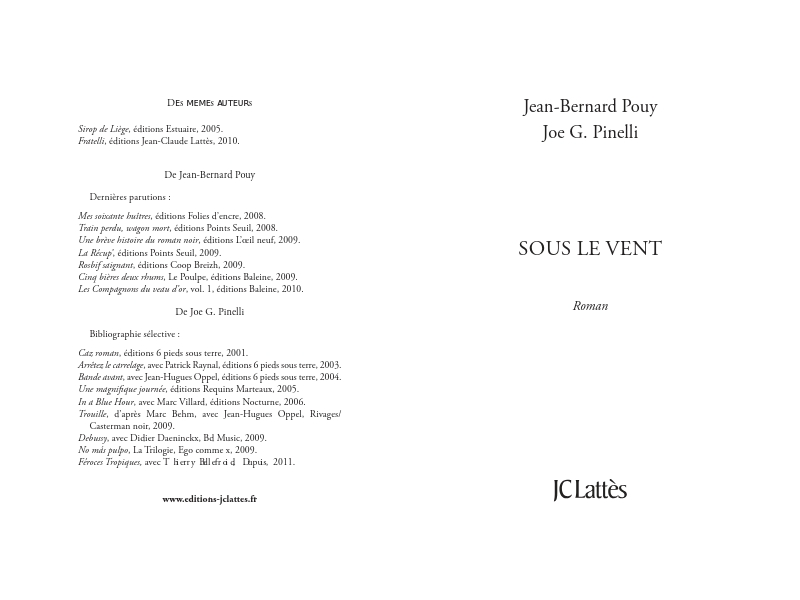 DEs MEMEs AUTEURs
Sirop de Liège, éditions Estuaire, 2005.
Fratelli, éditions Jean-Claude Lattès, 2010.
De Jean-Bernard Pouy
Dernières parutions :
Mes soixante huîtres, éditions Folies d'encre, 2008.
Train perdu, wagon mort, éditions Points Seuil, 2008.
Une brève histoire du roman noir, éditions L'œil neuf, 2009.
La Récup', éditions Points Seuil, 2009.
Rosbif saignant, éditions Coop Breizh, 2009.
Cinq bières deux rhums, Le Poulpe, éditions Baleine, 2009.
Les Compagnons du veau d'or, vol. 1, éditions Baleine, 2010.
De Joe G. Pinelli
Bibliographie sélective :
Caz roman, éditions 6 pieds sous terre, 2001.
Arrêtez le carrelage, avec Patrick Raynal, éditions 6 pieds sous terre, 2003.
Bande avant, avec Jean-Hugues Oppel, éditions 6 pieds sous terre, 2004.
Une magnifique journée, éditions Requins Marteaux, 2005.
In a Blue Hour, avec Marc Villard, éditions Nocturne, 2006.
Trouille, d'après Marc Behm, avec Jean-Hugues Oppel, Rivages/
Casterman noir, 2009.
Debussy, avec Didier Daeninckx, Bd Music, 2009.
No más pulpo, La Trilogie, Ego comme x, 2009.
Féroces Tropiques, avec Thierry Bellefroid, Dupuis, 2011.
www.editions-jclattes.fr
Jean-Bernard Pouy
Joe G. Pinelli
SOUS LE VENT
Roman
JC Lattès